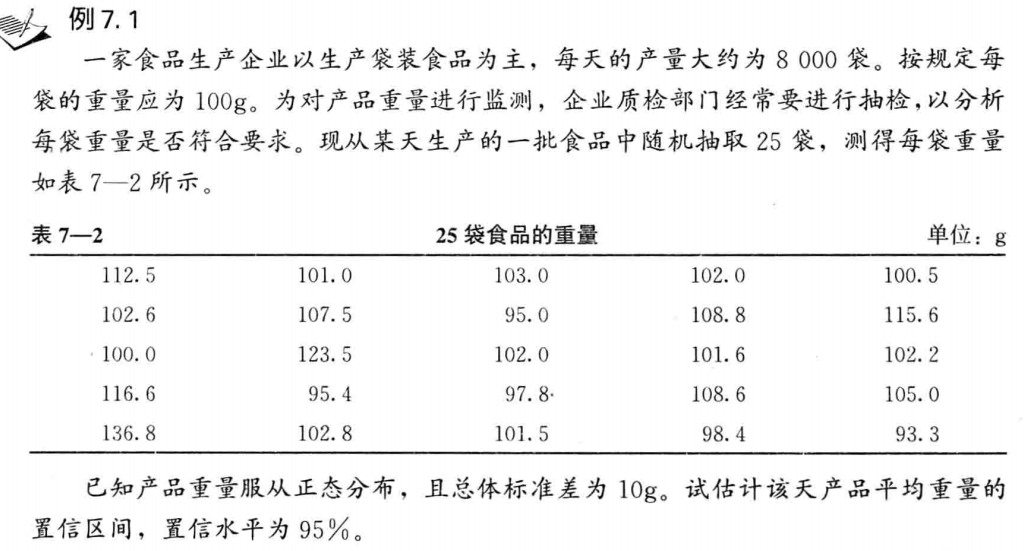 例7.1
一家食品生产企业以生产袋装食品为主，每天的产量大约为 8 000 袋。按规定每
袋的重量应为 100g。为对产品重量进行监测，企业质检部门经常要进行抽检，以分析
每袋重量是否符合要求。现从某天生产的一批食品中随机抽取 25 袋，测得每袋重量
如表 7—2 所示。
表 7—2 25 袋食品的重量 单位：g
112.5 101.0 103.0 102.0 100.5
102.6 107.5 95.0 108.8 115.6
100.0 123.5 102.0 101.6 102.2
116.6 95.4 97.8 108.6 105.0
136.8 102.8 101.5 98.4 93.3
已知产品重量服从正态分布，且总体标准差为 10g。试估计该天产品平均重量的
置信区间，置信水平为 95%。